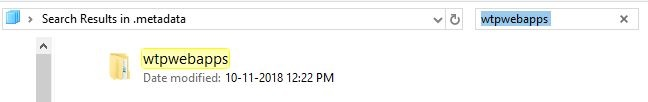 Search Results in .metadata
wtpwebapps
wtpwebapps
Date modified: 10-11-2018 12:22 PM